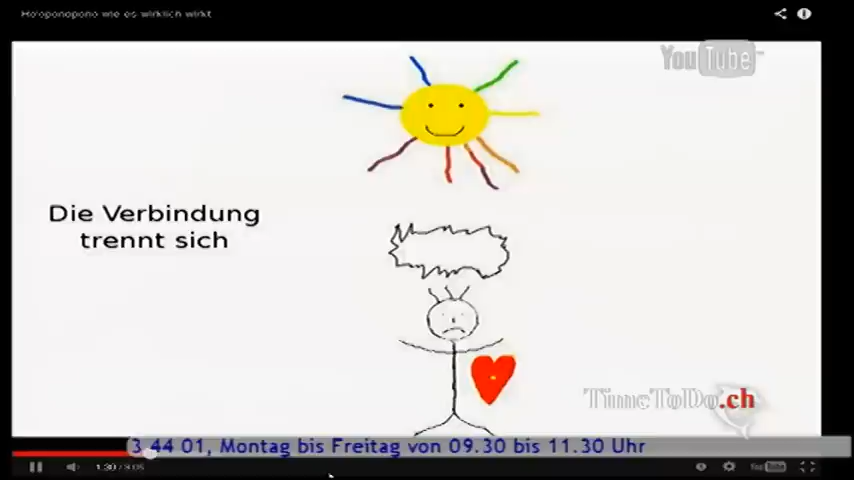 Ho'oponopono wie es wirklich wirkt
YouTube
Die Verbindung
trennt sich
TimeToDo.ch
3 44 01, Montag bis Freitag von 09.30 bis 11.30 Uhr
1:30 / 9:05
YouTube